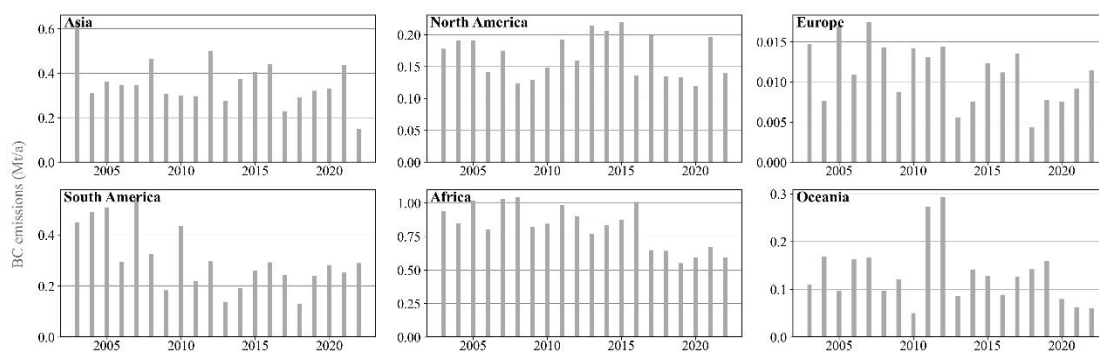 BC emissions (Mt/a)
Asia
0.6
0.4
0.2
0.0
2005 2010 2015 2020
North America
0.20
0.15
0.10
0.05
0.00
2005 2010 2015 2020
Europe
0.015
0.010
0.005
0.000
2005 2010 2015 2020
South America
0.4
0.2
0.0
2005 2010 2015 2020
Africa
1.00
0.75
0.50
0.25
0.00
2005 2010 2015 2020
Oceania
0.3
0.2
0.1
0.0
2005 2010 2015 2020